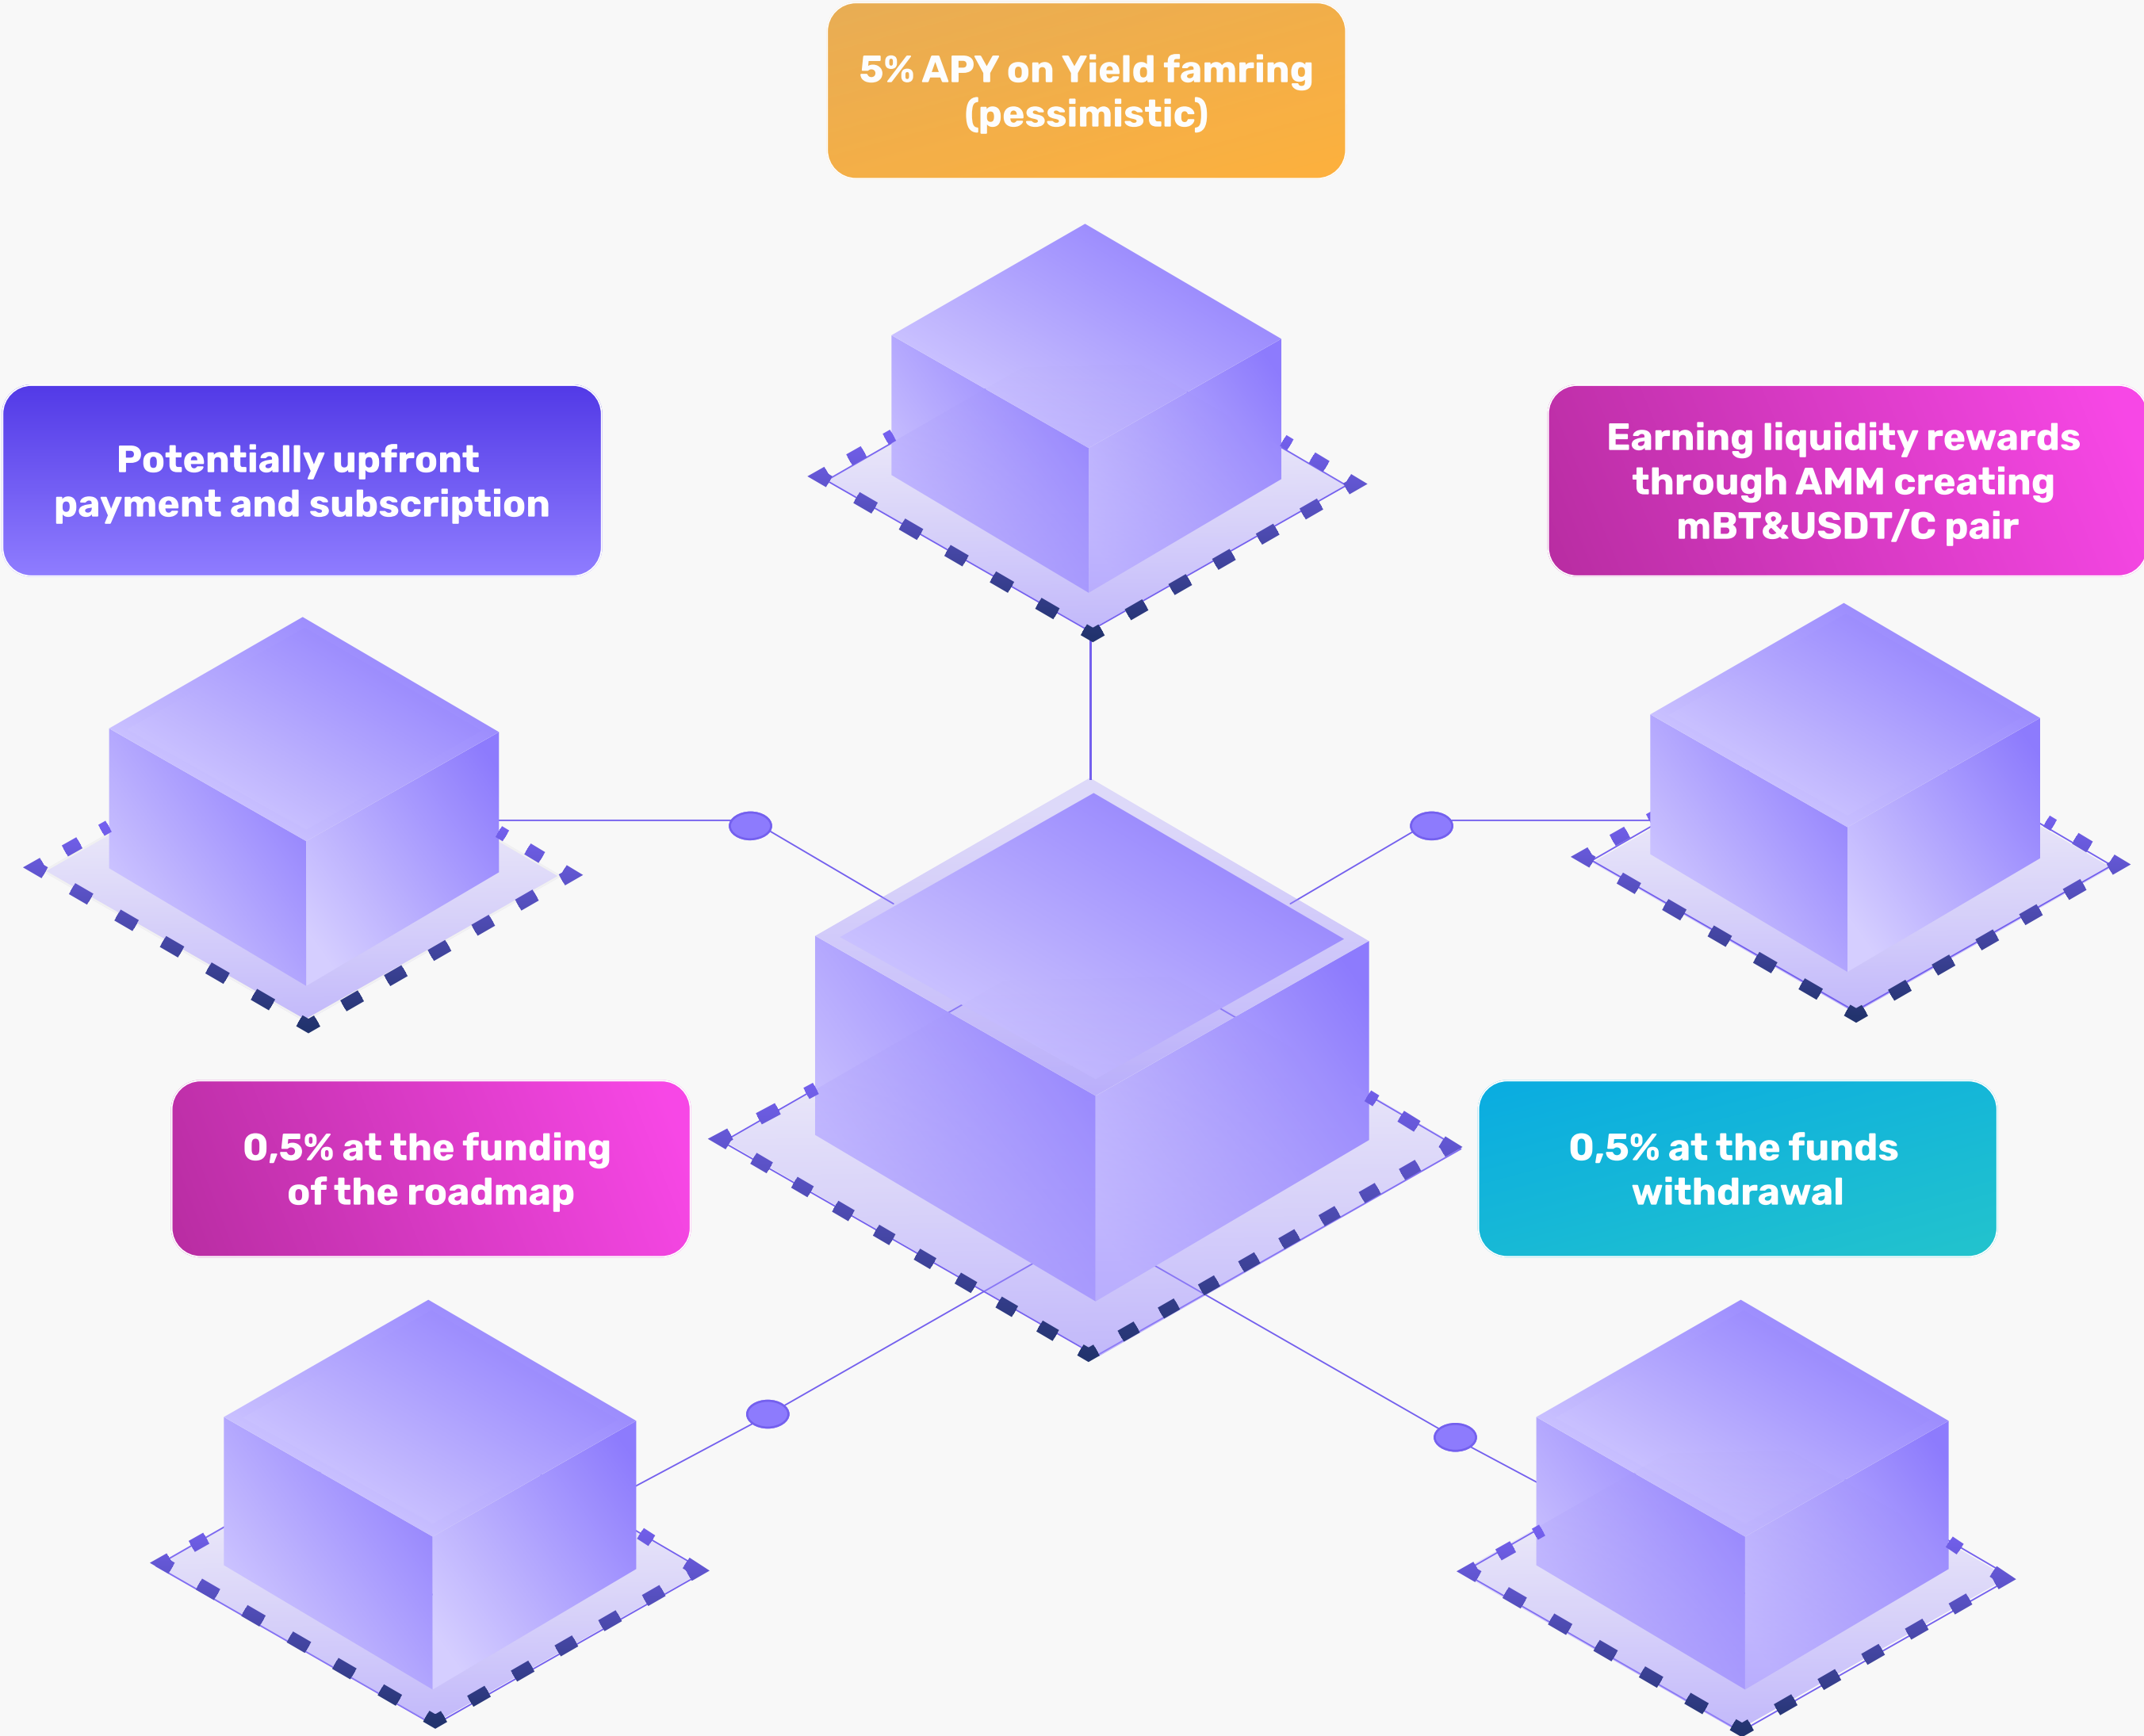 5% APY on Yield famring
(pessimistic)
Potentially upfront
payment and subscription
Earning liquidity rewards
through AMM creating
mBT&USDT/C pair
0,5% at the funding
of the roadmap
0,5% at the funds
withdrawal